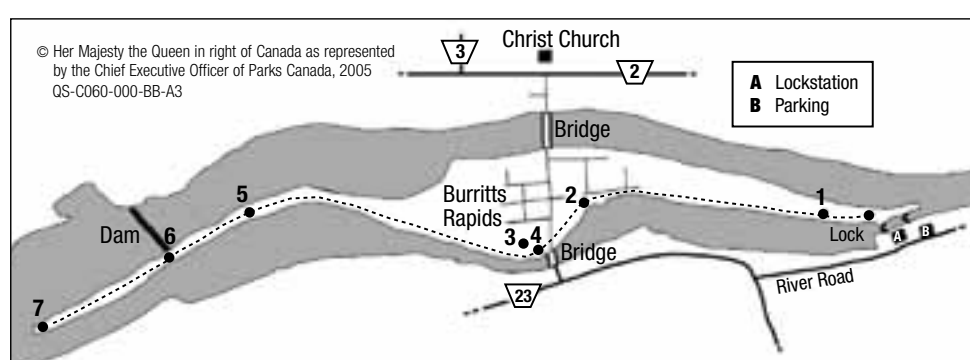 © Her Majesty the Queen in right of Canada as represented
by the Chief Executive Officer of Parks Canada, 2005
QS-C060-000-BB-A3
Christ Church
3
2
A Lockstation
B Parking
Bridge
Burritts
Rapids
1
2
3
4
5
6
7
Dam
Lock
A
B
Bridge
River Road
23